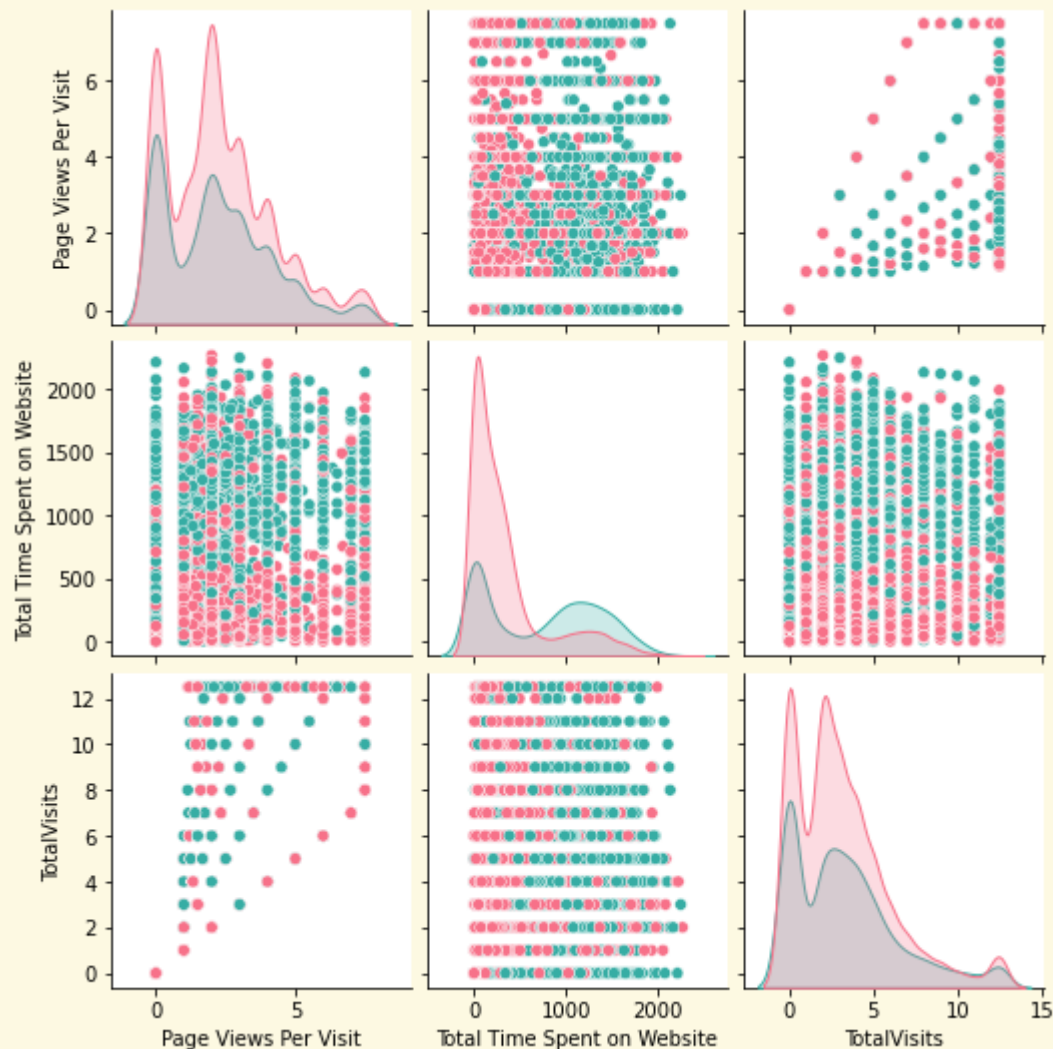 Page Views Per Visit
6
4
2
0
Total Time Spent on Website
2000
1500
1000
500
0
TotalVisits
12
10
8
6
4
2
0
0 5
0 1000 2000
0 5 10 15
Page Views Per Visit
Total Time Spent on Website
TotalVisits